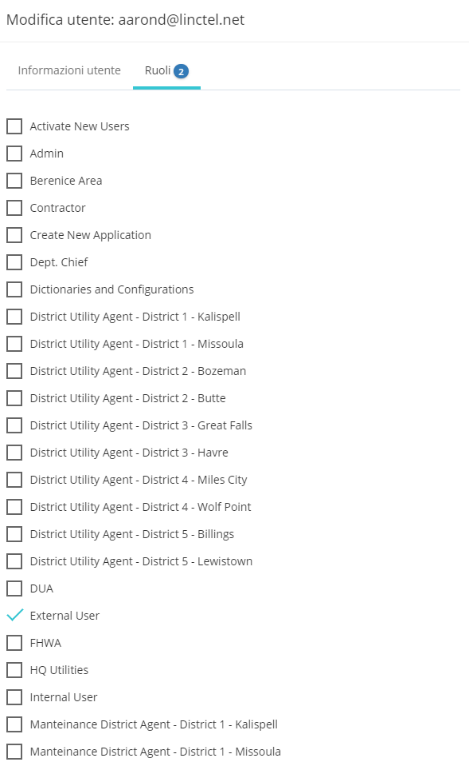 Modifica utente: aarond@linctel.net
Informazioni utente
Ruoli 2
Activate New Users
Admin
Berenice Area
Contractor
Create New Application
Dept. Chief
Dictionaries and Configurations
District Utility Agent - District 1 - Kalispell
District Utility Agent - District 1 - Missoula
District Utility Agent - District 2 - Bozeman
District Utility Agent - District 2 - Butte
District Utility Agent - District 3 - Great Falls
District Utility Agent - District 3 - Havre
District Utility Agent - District 4 - Miles City
District Utility Agent - District 4 - Wolf Point
District Utility Agent - District 5 - Billings
District Utility Agent - District 5 - Lewistown
DUA
External User
FHWA
HQ Utilities
Internal User
Manteinance District Agent - District 1 - Kalispell
Manteinance District Agent - District 1 - Missoula